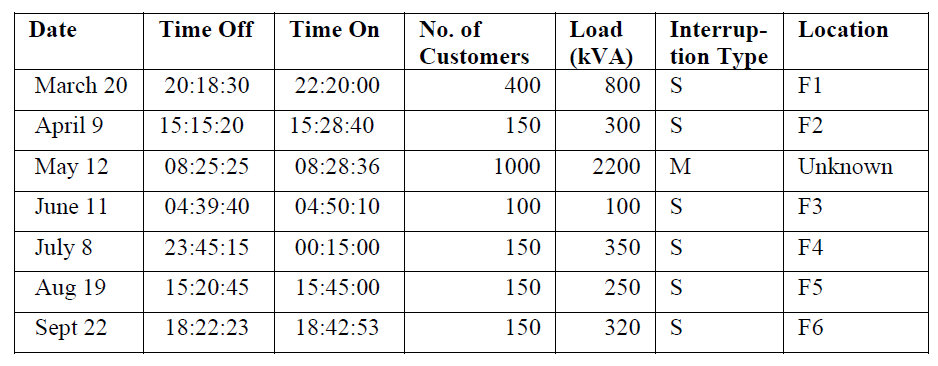 Date Time Off Time On No. of Customers Load (kVA) Interrup- tion Type Location
March 20 20:18:30 22:20:00 400 800 S F1
April 9 15:15:20 15:28:40 150 300 S F2
May 12 08:25:25 08:28:36 1000 2200 M Unknown
June 11 04:39:40 04:50:10 100 100 S F3
July 8 23:45:15 00:15:00 150 350 S F4
Aug 19 15:20:45 15:45:00 150 250 S F5
Sept 22 18:22:23 18:42:53 150 320 S F6